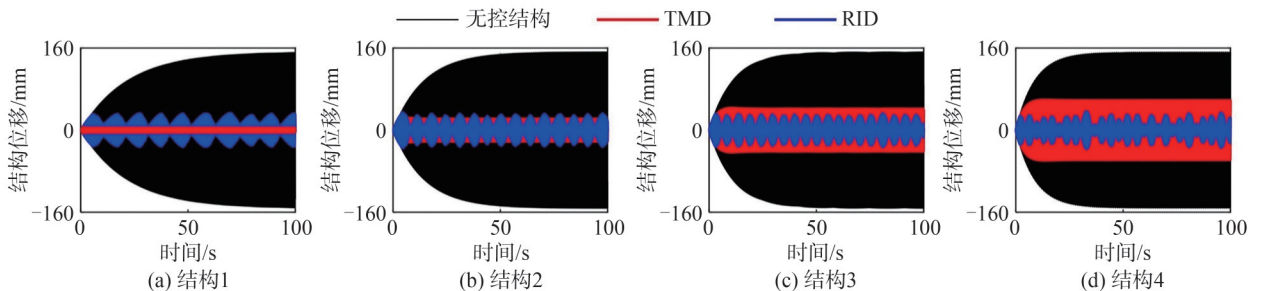 无控结构 TMD RID
160 160 160 160
结构位移/mm 结构位移/mm 结构位移/mm 结构位移/mm
0 0 0 0
−160 −160 −160 −160
0 50 100 0 50 100 0 50 100 0 50 100
时间/s 时间/s 时间/s 时间/s
(a) 结构1 (b) 结构2 (c) 结构3 (d) 结构4